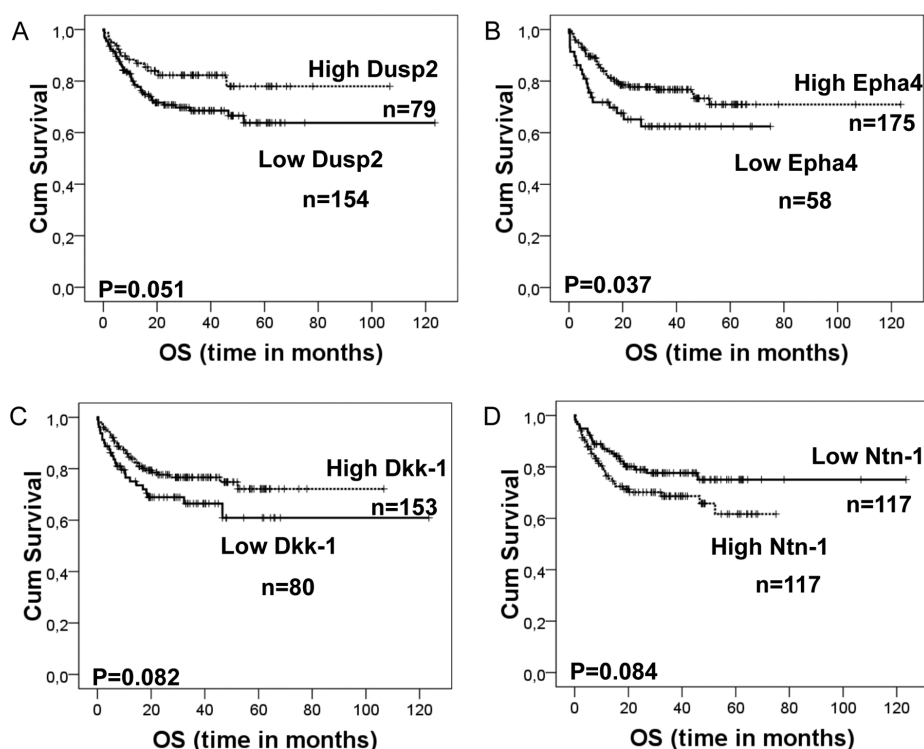 A
Cum Survival
1,0
0,8
0,6
0,4
0,2
0,0
High Dusp2
n=79
Low Dusp2
n=154
P=0.051
0 20 40 60 80 100 120
OS (time in months)
B
Cum Survival
1,0
0,8
0,6
0,4
0,2
0,0
High Epha4
n=175
Low Epha4
n=58
P=0.037
0 20 40 60 80 100 120
OS (time in months)
C
Cum Survival
1,0
0,8
0,6
0,4
0,2
0,0
High Dkk-1
n=153
Low Dkk-1
n=80
P=0.082
0 20 40 60 80 100 120
OS (time in months)
D
Cum Survival
1,0
0,8
0,6
0,4
0,2
0,0
Low Ntn-1
n=117
High Ntn-1
n=117
P=0.084
0 20 40 60 80 100 120
OS (time in months)